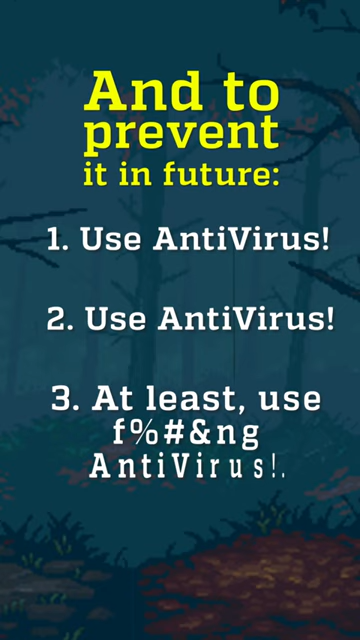 And to
prevent
it in future:
1. Use AntiVirus!
2. Use AntiVirus!
3. At least, use
f%#&ng
AntiVirus!.